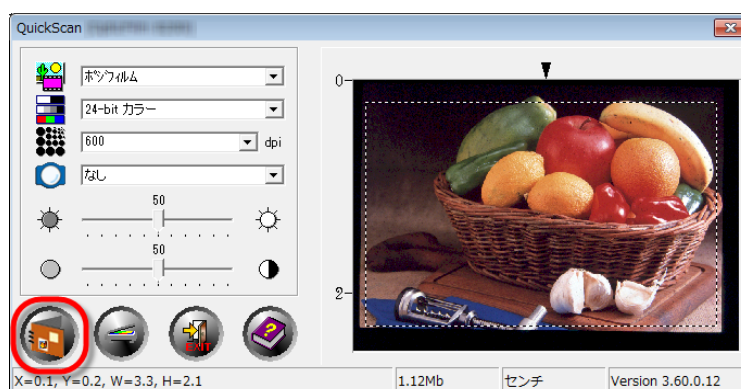 QuickScan
ﾎﾟｼﾞﾌｨﾙﾑ
24-bit カラー
600 dpi
なし
50
50
0
2
EXIT
X=0.1, Y=0.2, W=3.3, H=2.1 1.12Mb センチ Version 3.60.0.12